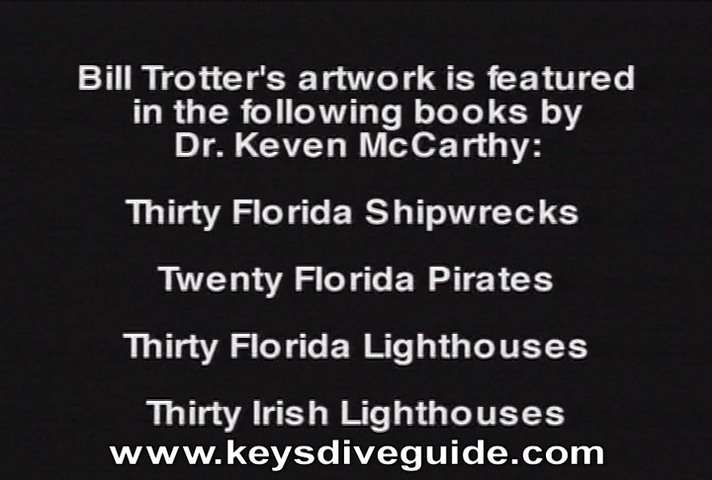 Bill Trotter's artwork is featured
in the following books by
Dr. Keven McCarthy:
Thirty Florida Shipwrecks
Twenty Florida Pirates
Thirty Florida Lighthouses
Thirty Irish Lighthouses
www.keysdiveguide.com